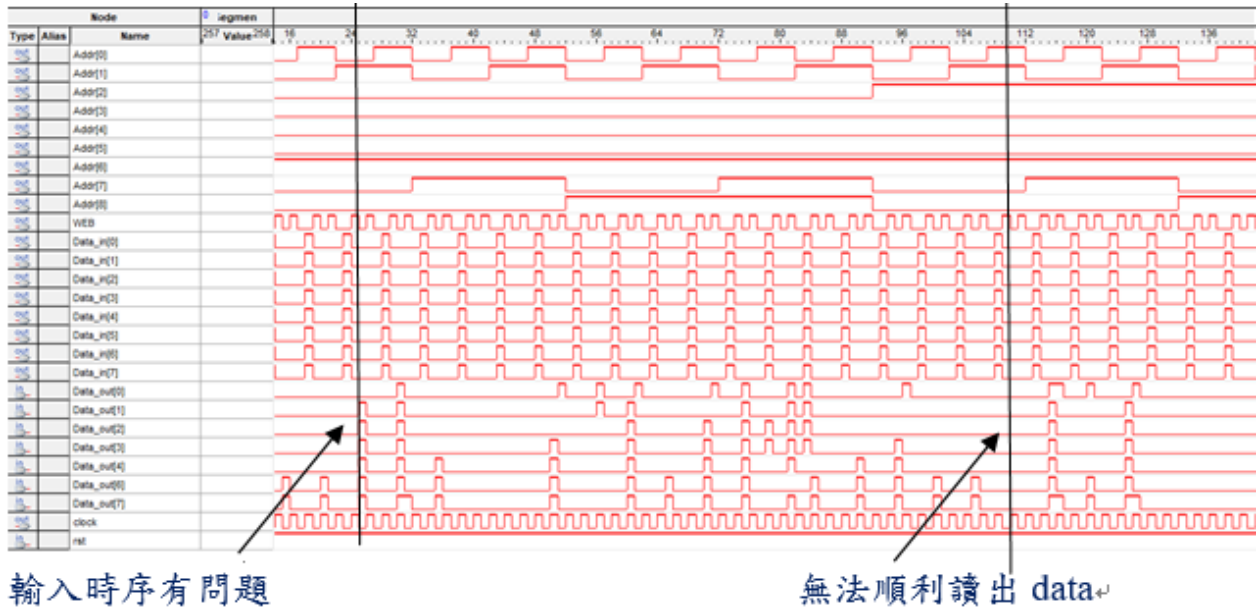 Node
0 iegmen
Type Alias Name
257 Value 258
16 24 32 40 48 56 64 72 80 88 96 104 112 120 128 136
Addr[0]
Addr[1]
Addr[2]
Addr[3]
Addr[4]
Addr[5]
Addr[6]
Addr[7]
Addr[8]
WEB
Data_in[0]
Data_in[1]
Data_in[2]
Data_in[3]
Data_in[4]
Data_in[5]
Data_in[6]
Data_in[7]
Data_out[0]
Data_out[1]
Data_out[2]
Data_out[3]
Data_out[4]
Data_out[6]
Data_out[7]
clock
rst
輸入時序有問題
無法順利讀出 data